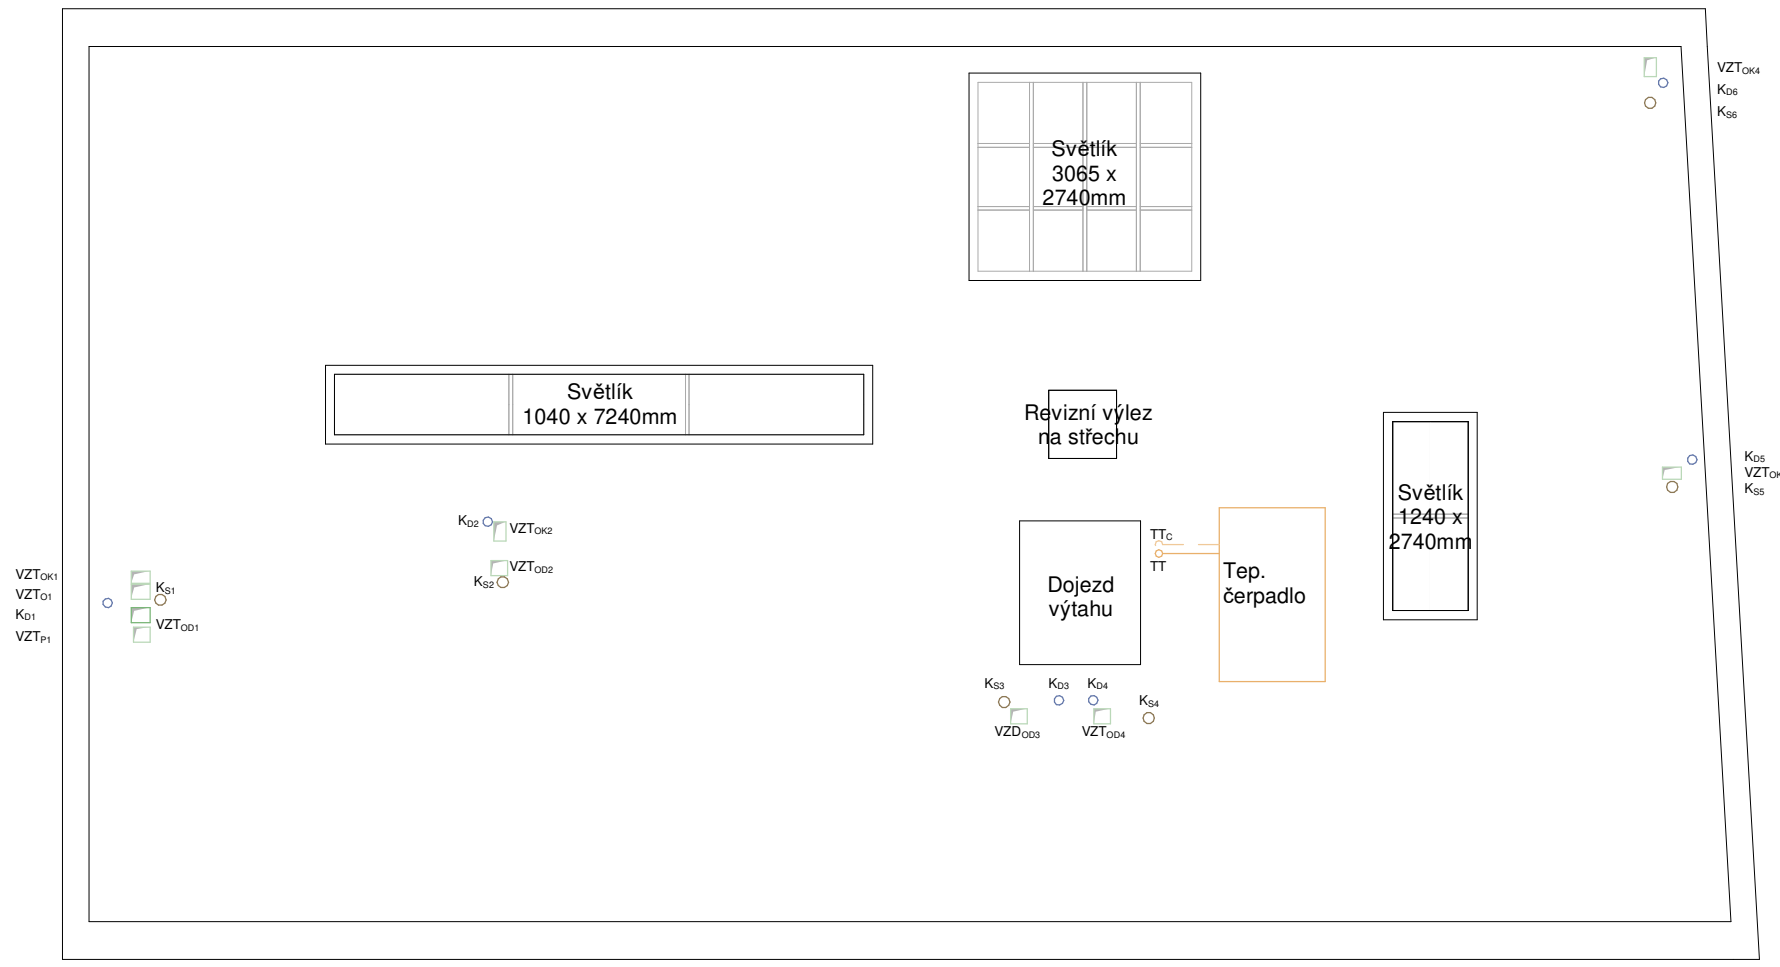 VZTOK4
KD6
KS6
Světlík
3065 x
2740mm
Světlík
1040 x 7240mm
Revizní výlez
na střechu
KD5
VZTOK
KS5
Světlík
1240 x
2740mm
KD2
VZTOK2
VZTOD2
KS2
TTC
TT
Tep.
čerpadlo
Dojezd
výtahu
VZTOK1
VZTO1
KD1
VZTP1
KS1
VZTOD1
KS3
KD3
KD4
KS4
VZDOD3
VZTOD4